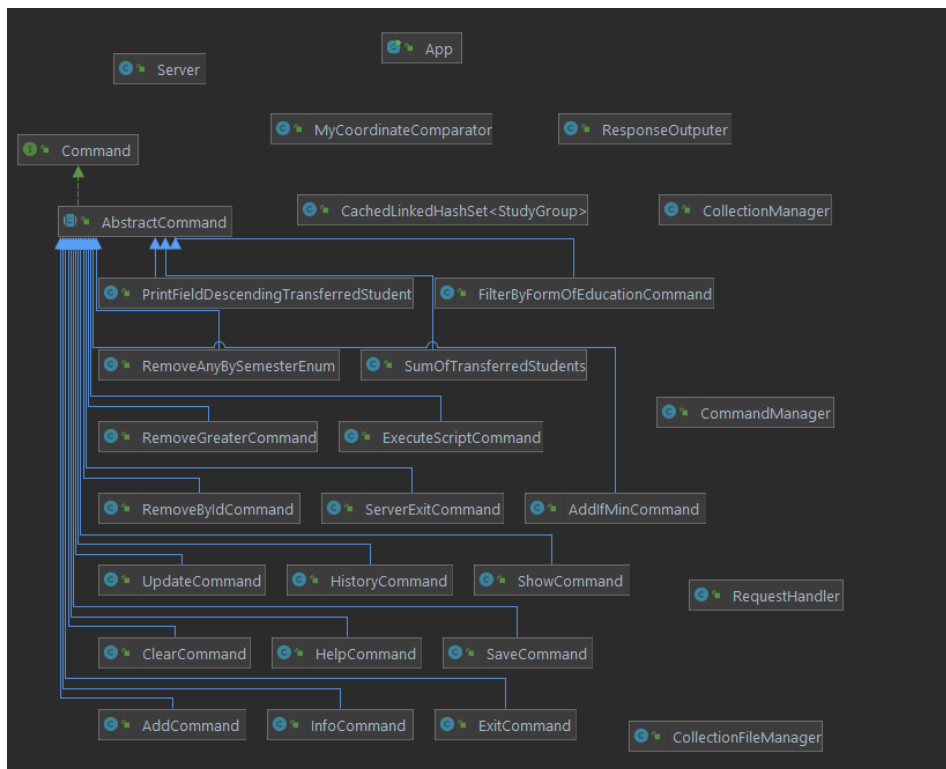 App
Server
MyCoordinateComparator
ResponseOutputer
Command
CachedLinkedHashSet<StudyGroup>
CollectionManager
AbstractCommand
PrintFieldDescendingTransferredStudent
FilterByFormOfEducationCommand
RemoveAnyBySemesterEnum
SumOfTransferredStudents
CommandManager
RemoveGreaterCommand
ExecuteScriptCommand
RemoveByIdCommand
ServerExitCommand
AddIfMinCommand
UpdateCommand
HistoryCommand
ShowCommand
RequestHandler
ClearCommand
HelpCommand
SaveCommand
AddCommand
InfoCommand
ExitCommand
CollectionFileManager